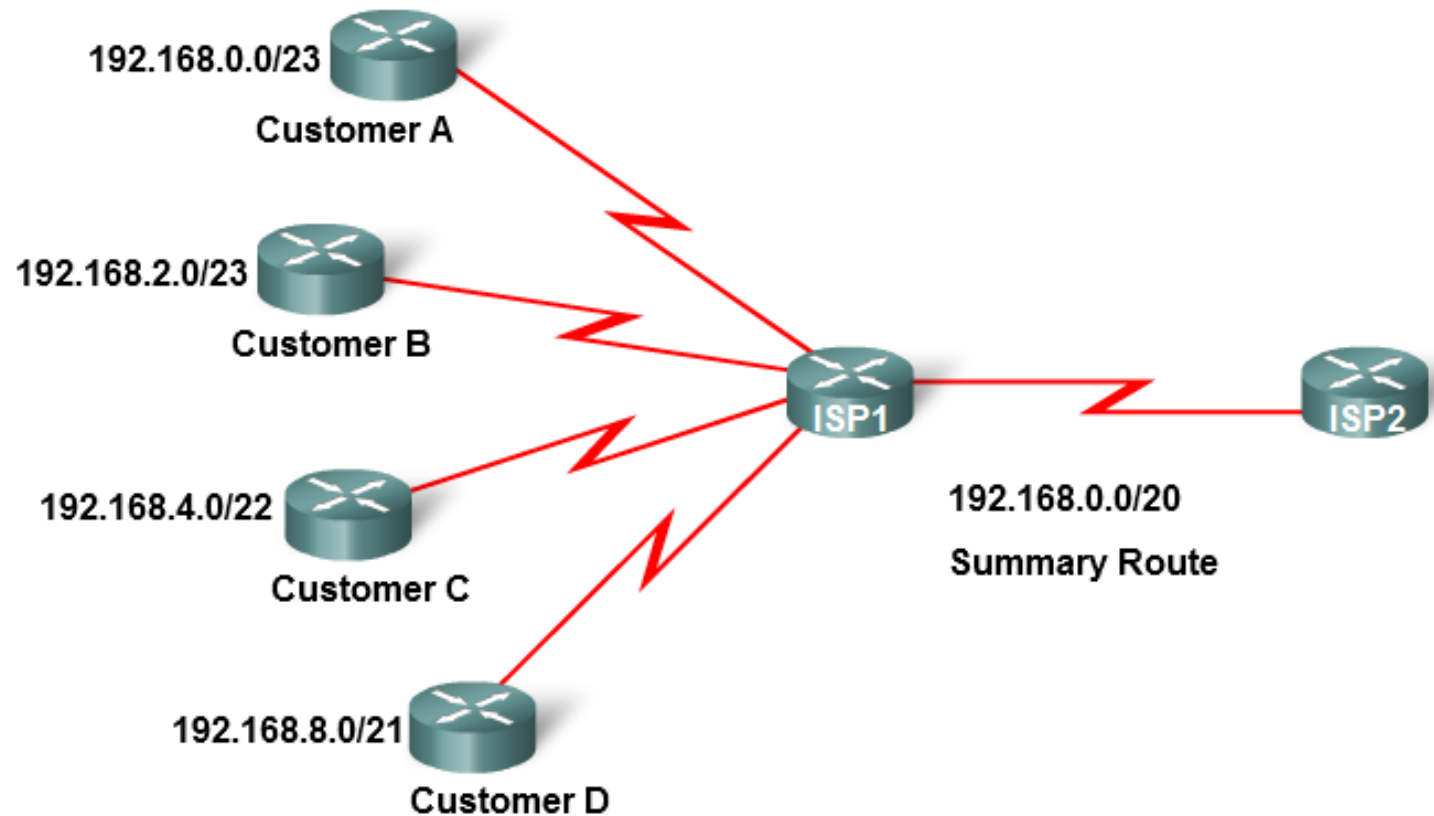 192.168.0.0/23
Customer A
192.168.2.0/23
Customer B
ISP1
ISP2
192.168.4.0/22
Customer C
192.168.0.0/20
Summary Route
192.168.8.0/21
Customer D